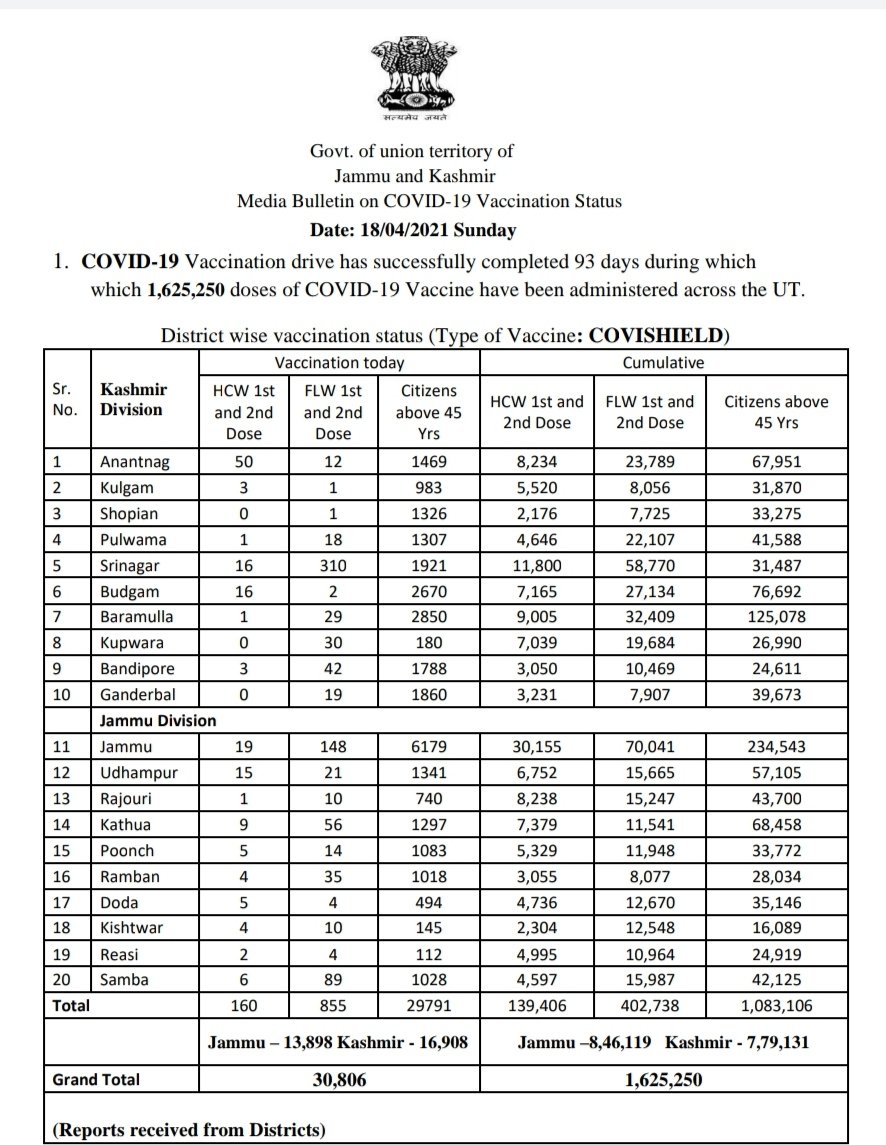 सत्यमेव जयते
Govt. of union territory of
Jammu and Kashmir
Media Bulletin on COVID-19 Vaccination Status
Date: 18/04/2021 Sunday
1. COVID-19 Vaccination drive has successfully completed 93 days during which
which 1,625,250 doses of COVID-19 Vaccine have been administered across the UT.
District wise vaccination status (Type of Vaccine: COVISHIELD)
Sr. No. Kashmir Division Vaccination today Cumulative
HCW 1st and 2nd Dose FLW 1st and 2nd Dose Citizens above 45 Yrs HCW 1st and 2nd Dose FLW 1st and 2nd Dose Citizens above 45 Yrs
1 Anantnag 50 12 1469 8,234 23,789 67,951
2 Kulgam 3 1 983 5,520 8,056 31,870
3 Shopian 0 1 1326 2,176 7,725 33,275
4 Pulwama 1 18 1307 4,646 22,107 41,588
5 Srinagar 16 310 1921 11,800 58,770 31,487
6 Budgam 16 2 2670 7,165 27,134 76,692
7 Baramulla 1 29 2850 9,005 32,409 125,078
8 Kupwara 0 30 180 7,039 19,684 26,990
9 Bandipore 3 42 1788 3,050 10,469 24,611
10 Ganderbal 0 19 1860 3,231 7,907 39,673
Jammu Division
11 Jammu 19 148 6179 30,155 70,041 234,543
12 Udhampur 15 21 1341 6,752 15,665 57,105
13 Rajouri 1 10 740 8,238 15,247 43,700
14 Kathua 9 56 1297 7,379 11,541 68,458
15 Poonch 5 14 1083 5,329 11,948 33,772
16 Ramban 4 35 1018 3,055 8,077 28,034
17 Doda 5 4 494 4,736 12,670 35,146
18 Kishtwar 4 10 145 2,304 12,548 16,089
19 Reasi 2 4 112 4,995 10,964 24,919
20 Samba 6 89 1028 4,597 15,987 42,125
Total 160 855 29791 139,406 402,738 1,083,106
Jammu – 13,898 Kashmir - 16,908 Jammu –8,46,119 Kashmir - 7,79,131
Grand Total 30,806 1,625,250
(Reports received from Districts)